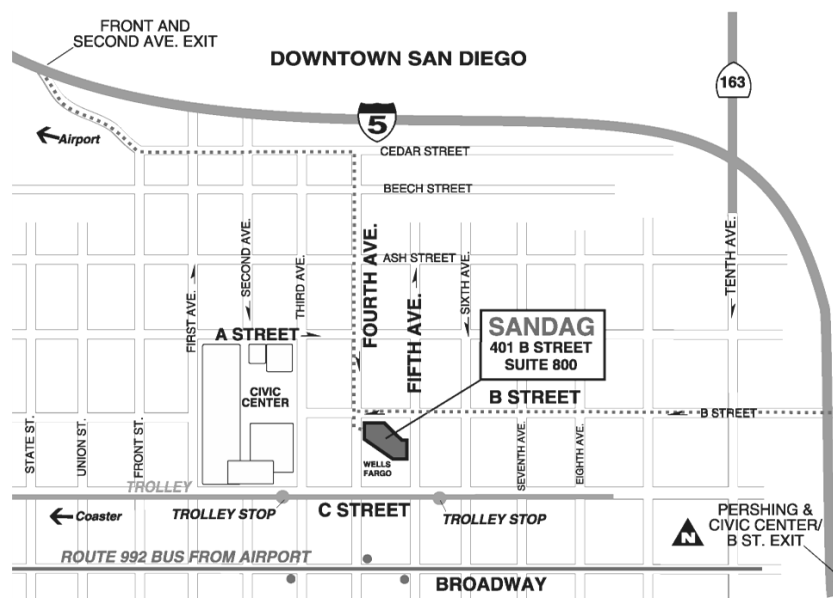 FRONT AND
SECOND AVE. EXIT
DOWNTOWN SAN DIEGO
163
5
Airport
CEDAR STREET
BEECH STREET
ASH STREET
FIRST AVE.
SECOND AVE.
THIRD AVE.
FOURTH AVE.
FIFTH AVE.
SIXTH AVE.
TENTH AVE.
A STREET
SANDAG
401 B STREET
SUITE 800
CIVIC
CENTER
B STREET
B STREET
STATE ST.
UNION ST.
FRONT ST.
SEVENTH AVE.
EIGHTH AVE.
WELLS
FARGO
TROLLEY
Coaster
TROLLEY STOP
C STREET
TROLLEY STOP
N
PERSHING &
CIVIC CENTER/
B ST. EXIT
ROUTE 992 BUS FROM AIRPORT
BROADWAY